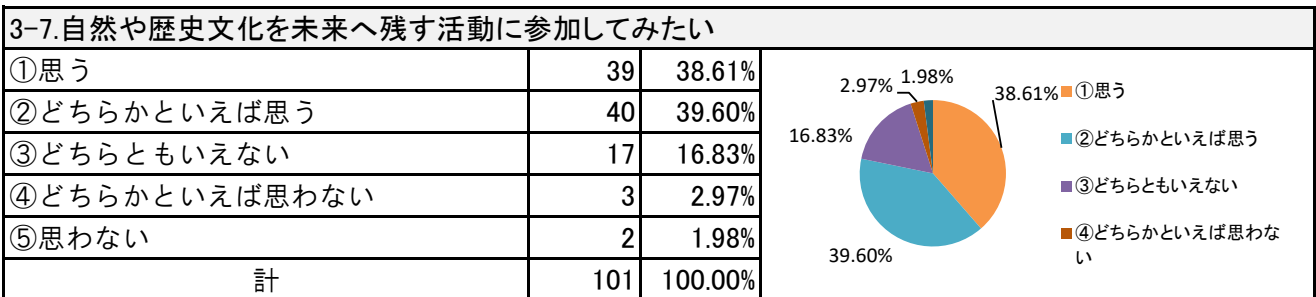 3-7.自然や歴史文化を未来へ残す活動に参加してみたい
①思う 39 38.61%
②どちらかといえば思う 40 39.60%
③どちらともいえない 17 16.83%
④どちらかといえば思わない 3 2.97%
⑤思わない 2 1.98%
計 101 100.00%
2.97% 1.98%
38.61%
16.83%
39.60%
①思う
②どちらかといえば思う
③どちらともいえない
④どちらかといえば思わな
い